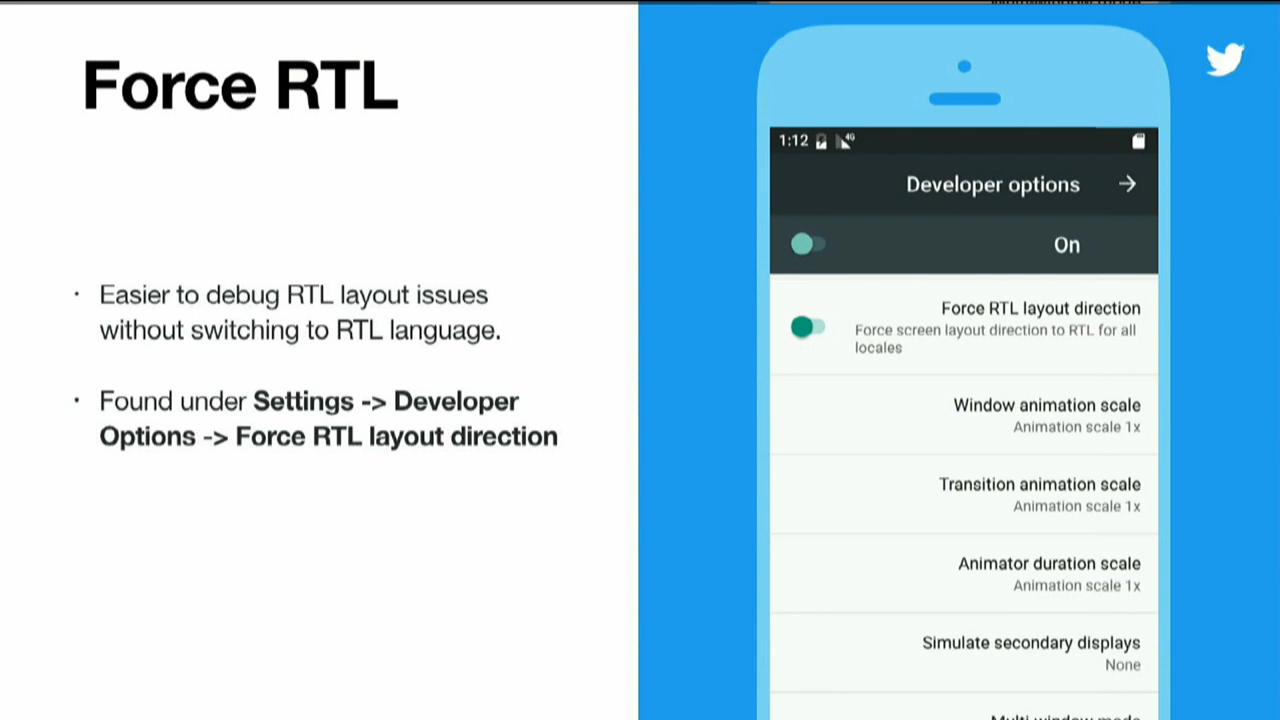 Force RTL
· Easier to debug RTL layout issues
without switching to RTL language.
· Found under Settings -> Developer
Options -> Force RTL layout direction
1:12 4G
Developer options →
On
Force RTL layout direction
Force screen layout direction to RTL for all
locales
Window animation scale
Animation scale 1x
Transition animation scale
Animation scale 1x
Animator duration scale
Animation scale 1x
Simulate secondary displays
None